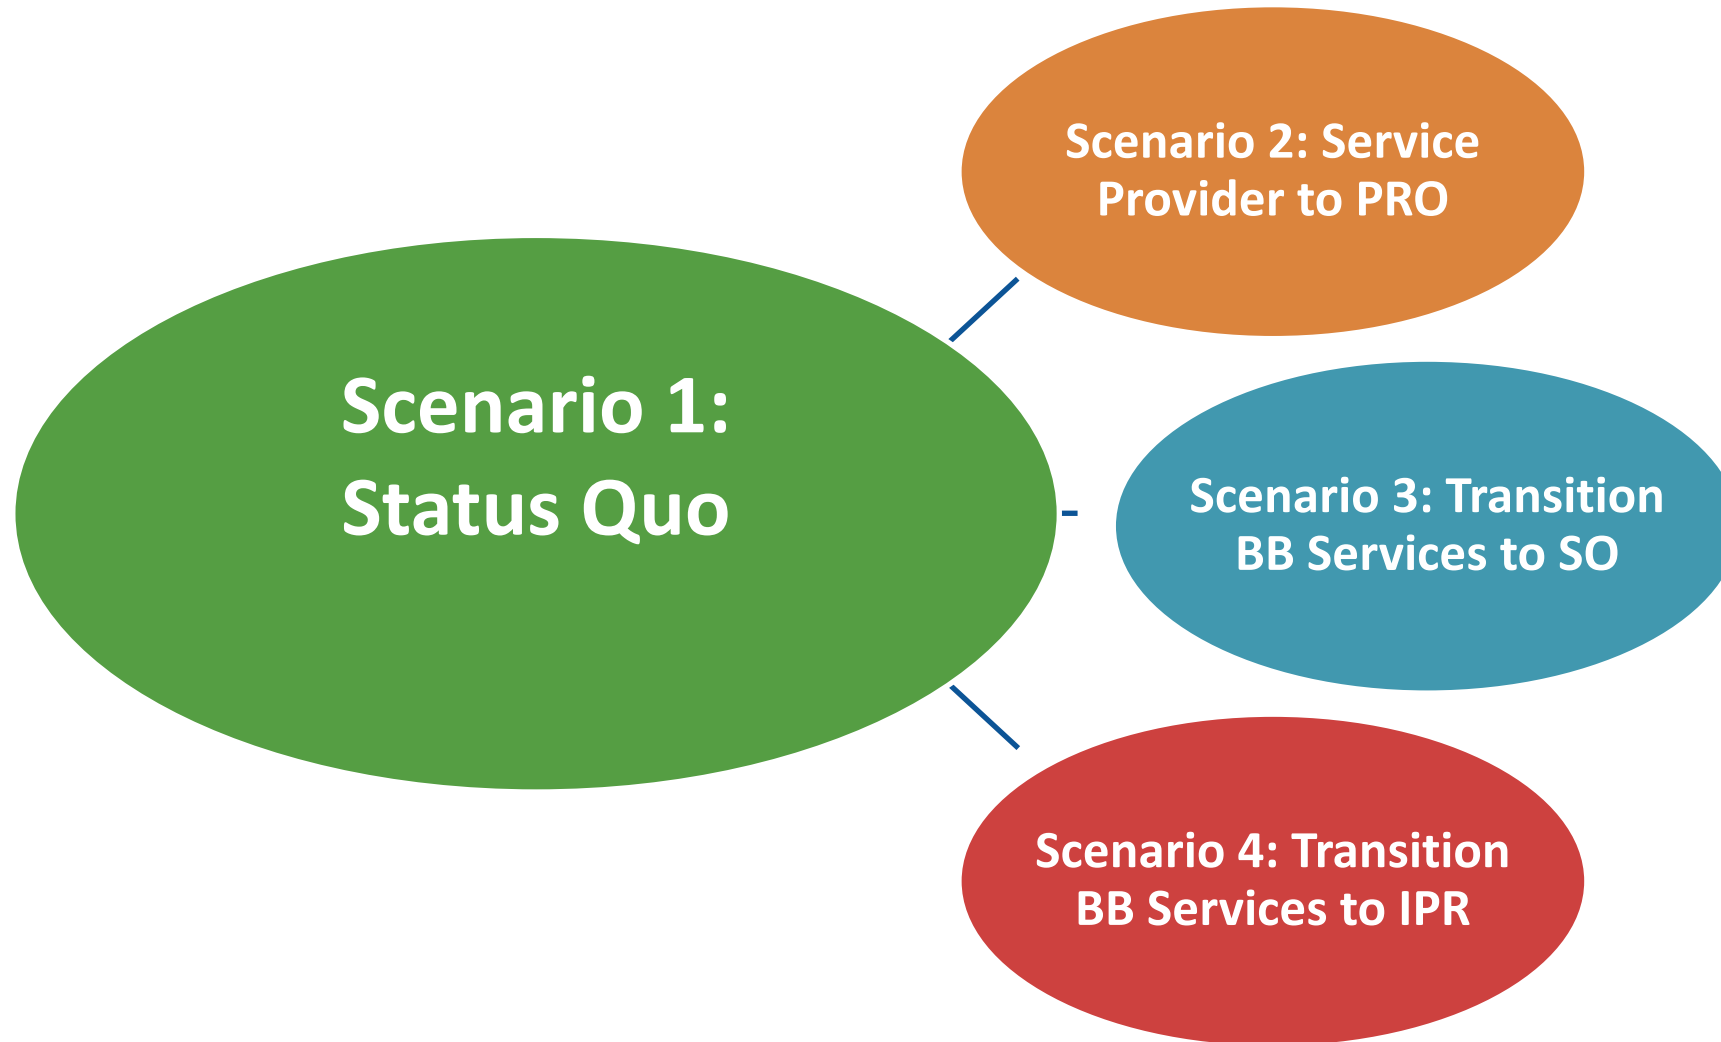 Scenario 1:
Status Quo
Scenario 2: Service
Provider to PRO
Scenario 3: Transition
BB Services to SO
Scenario 4: Transition
BB Services to IPR